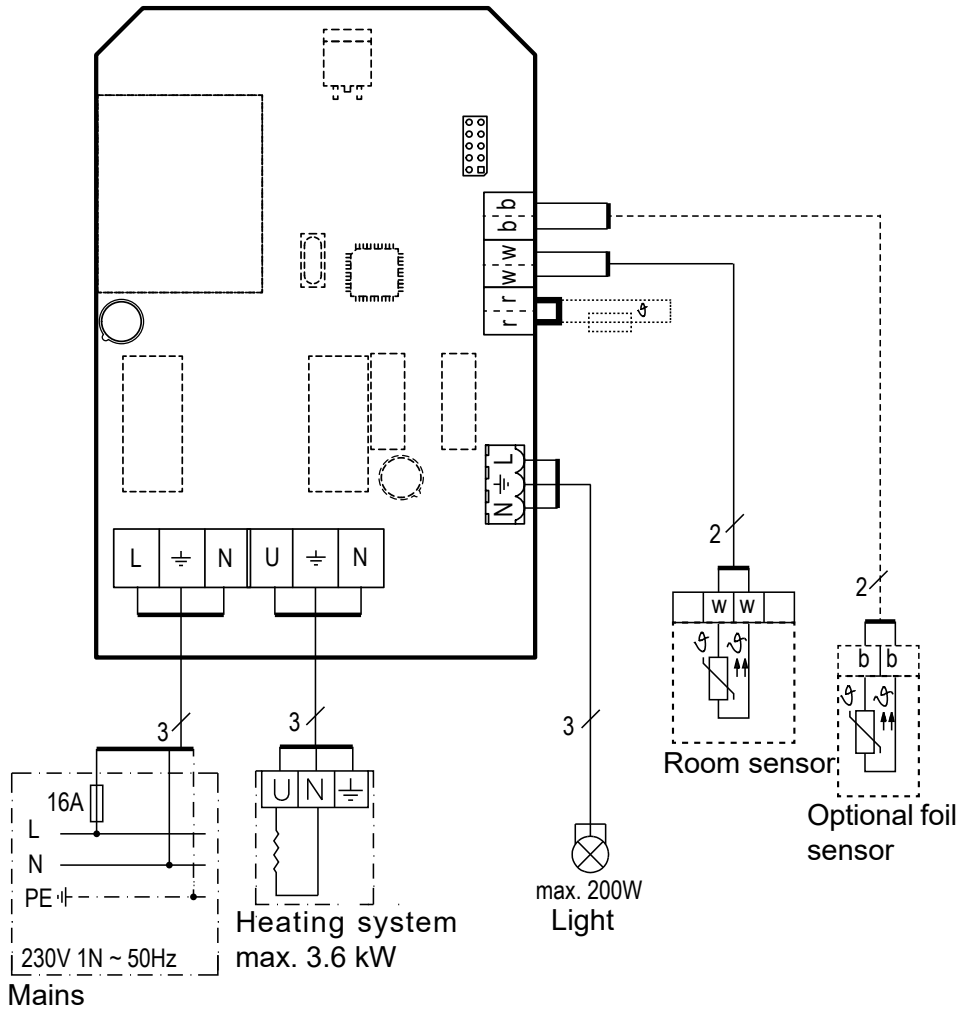 b
b
w
w
r
r
ϑ
L
N
L
N
U
N
2
2
w w
b b
ϑ ϑ
ϑ ϑ
3
3
3
Room sensor
16A
U N
L
N
PE
Optional foil
sensor
max. 200W
Light
Heating system
max. 3.6 kW
230V 1N ~ 50Hz
Mains